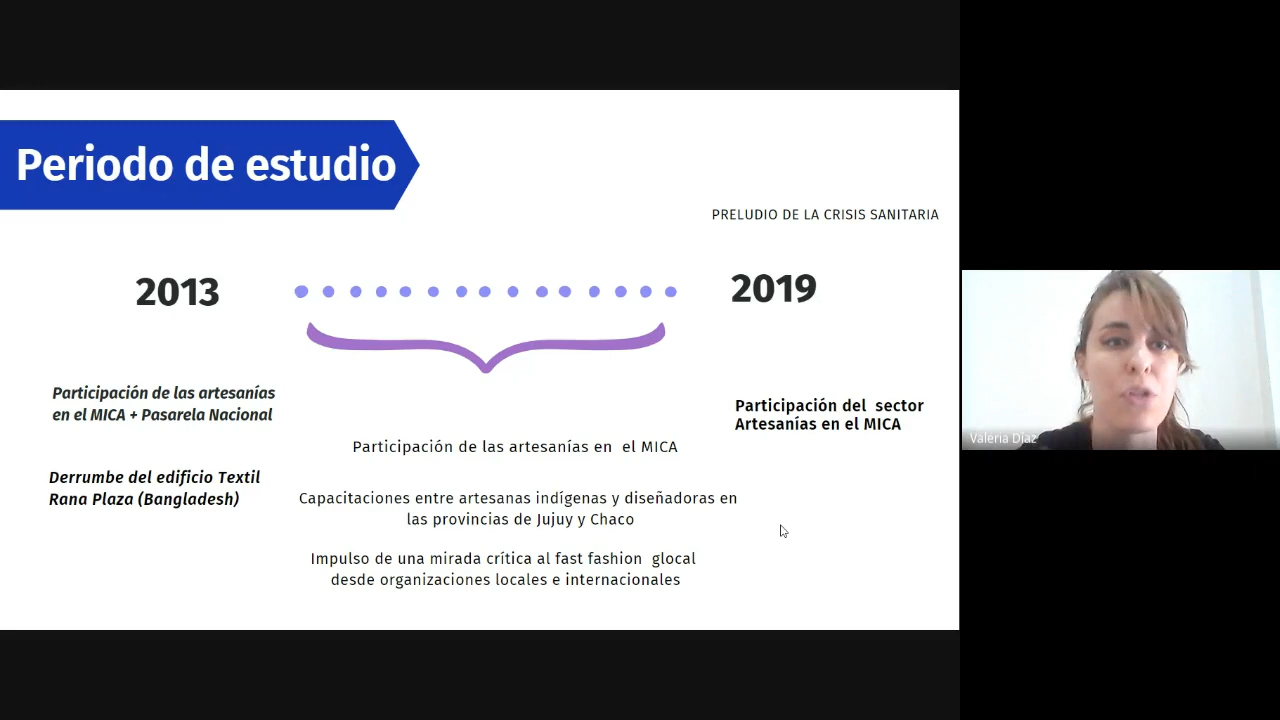 Periodo de estudio
PRELUDIO DE LA CRISIS SANITARIA
2013
2019
Participación de las artesanías
en el MICA + Pasarela Nacional
Derrumbe del edificio Textil
Rana Plaza (Bangladesh)
Participación de las artesanías en el MICA
Capacitaciones entre artesanas indígenas y diseñadoras en
las provincias de Jujuy y Chaco
Impulso de una mirada crítica al fast fashion glocal
desde organizaciones locales e internacionales
Participación del sector
Artesanías en el MICA
Valeria Díaz